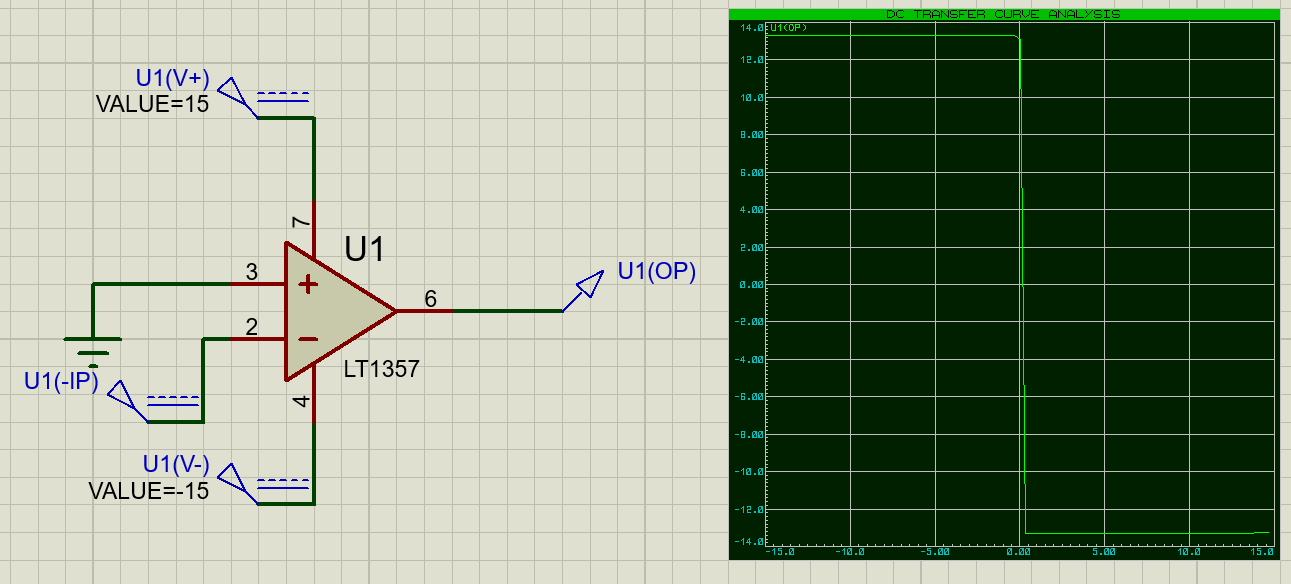 U1(V+)
VALUE=15
7
U1
3
2
6
U1(OP)
LT1357
U1(-IP)
4
U1(V-)
VALUE=-15
DC TRANSFER CURVE ANALYSIS
U1(OP)
14.0
12.0
10.0
8.00
6.00
4.00
2.00
0.00
-2.00
-4.00
-6.00
-8.00
-10.0
-12.0
-14.0
-15.0 -10.0 -5.00 0.00 5.00 10.0 15.0